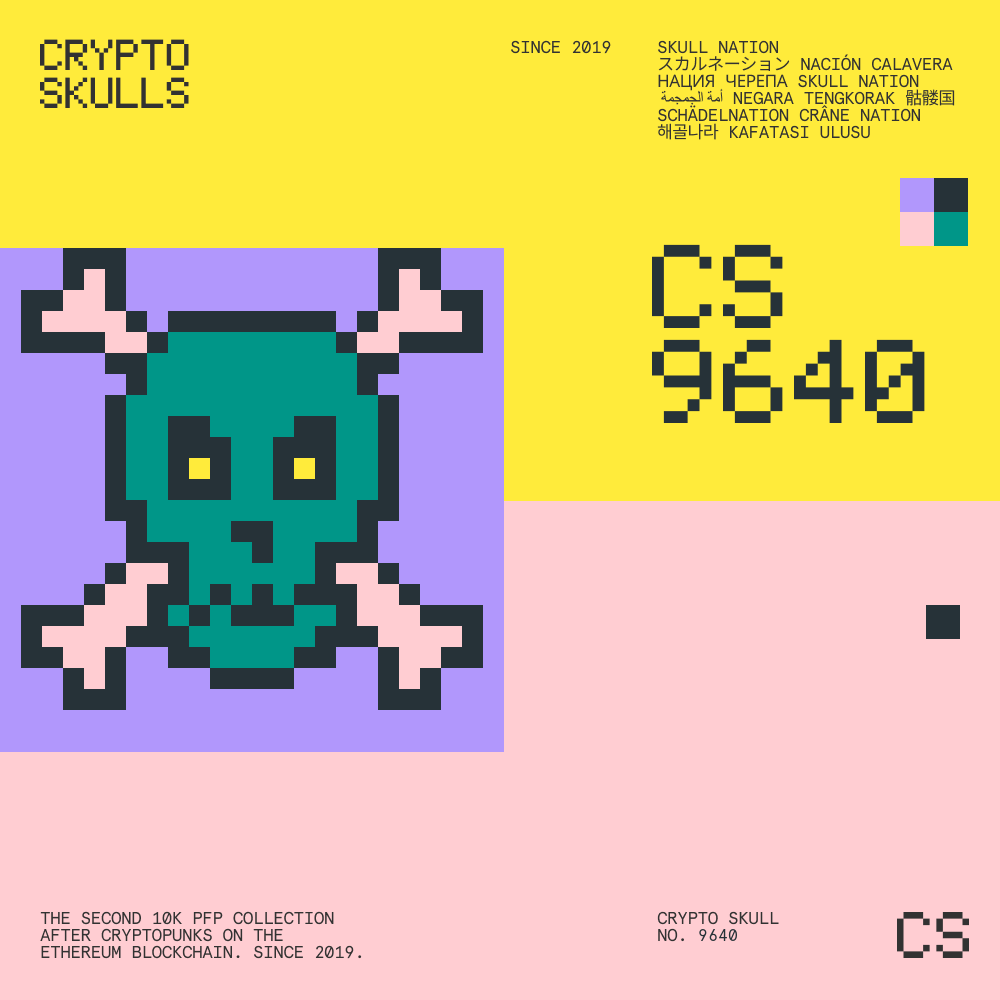 CRYPTO
SKULLS
SINCE 2019
SKULL NATION
スカルネーション NACIÓN CALAVERA
НАЦИЯ ЧЕРЕПА SKULL NATION
أمة الجمجمة NEGARA TENGKORAK 骷髅国
SCHÄDELNATION CRÂNE NATION
해골나라 KAFATASI ULUSU
CS
9640
THE SECOND 10K PFP COLLECTION
AFTER CRYPTOPUNKS ON THE
ETHEREUM BLOCKCHAIN. SINCE 2019.
CRYPTO SKULL
NO. 9640
CS